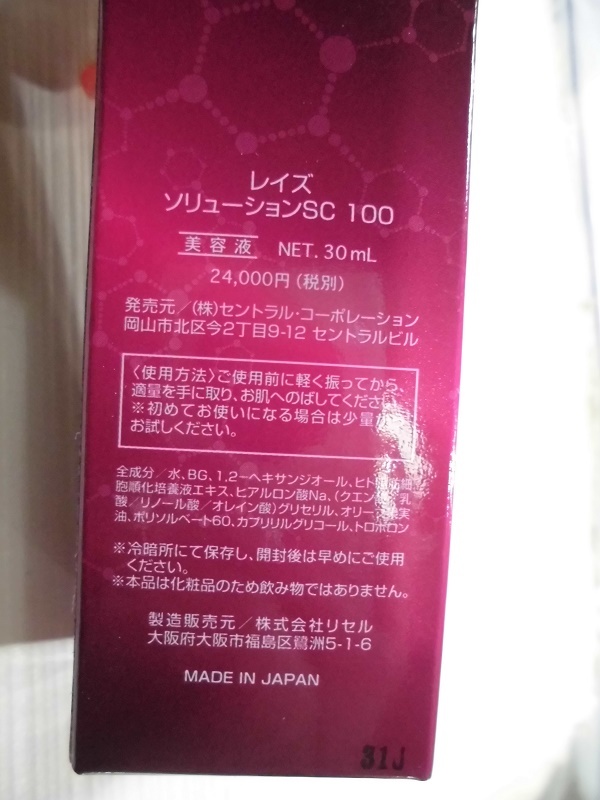 レイズ
ソリューションSC 100
美容液 NET. 30mL
24,000円(税別)
発売元/(株)セントラル・コーポレーション
岡山市北区今2丁目9-12 セントラルビル
〈使用方法〉ご使用前に軽く振ってから、
適量を手に取り、お肌へのばしてください。
※初めてお使いになる場合は少量から
お試しください。
全成分/水、BG、1,2-ヘキサンジオール、ヒト脂肪細
胞順化培養液エキス、ヒアルロン酸Na、(クエン酸/乳
酸/リノール酸/オレイン酸)グリセリル、オリーブ果実
油、ポリソルベート60、カプリリルグリコール、トロポロン
※冷暗所にて保存し、開封後は早めにご使用
ください。
※本品は化粧品のため飲み物ではありません。
製造販売元/株式会社リセル
大阪府大阪市福島区鷺洲5-1-6
MADE IN JAPAN
31J